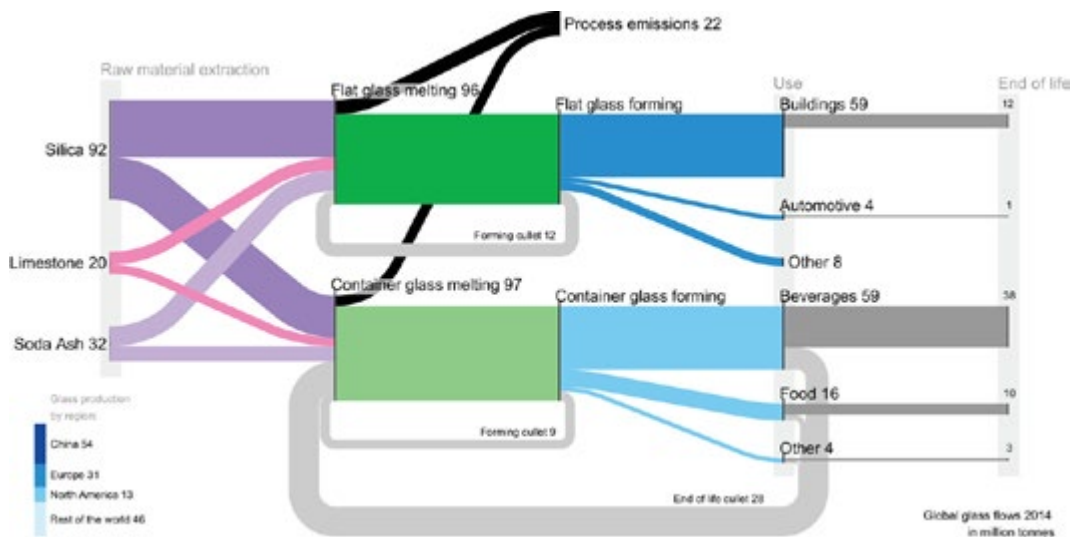 Process emissions 22
Raw material extraction
Flat glass melting 96
Flat glass forming
Use
Buildings 59
End of life
12
Silica 92
Automotive 4
1
Forming cullet 12
Limestone 20
Other 8
Container glass melting 97
Container glass forming
Beverages 59
38
Soda Ash 32
Food 16
10
Glass production
by region
Forming cullet 9
Other 4
3
China 54
Europe 31
North America 13
End of life cullet 28
Rest of the world 46
Global glass flows 2014
in million tonnes